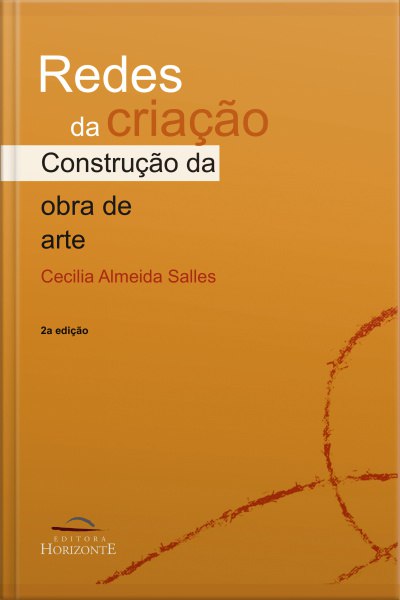 Redes
da criação
Construção da
obra de
arte
Cecilia Almeida Salles
2a edição
EDITORA
HORIZONTE